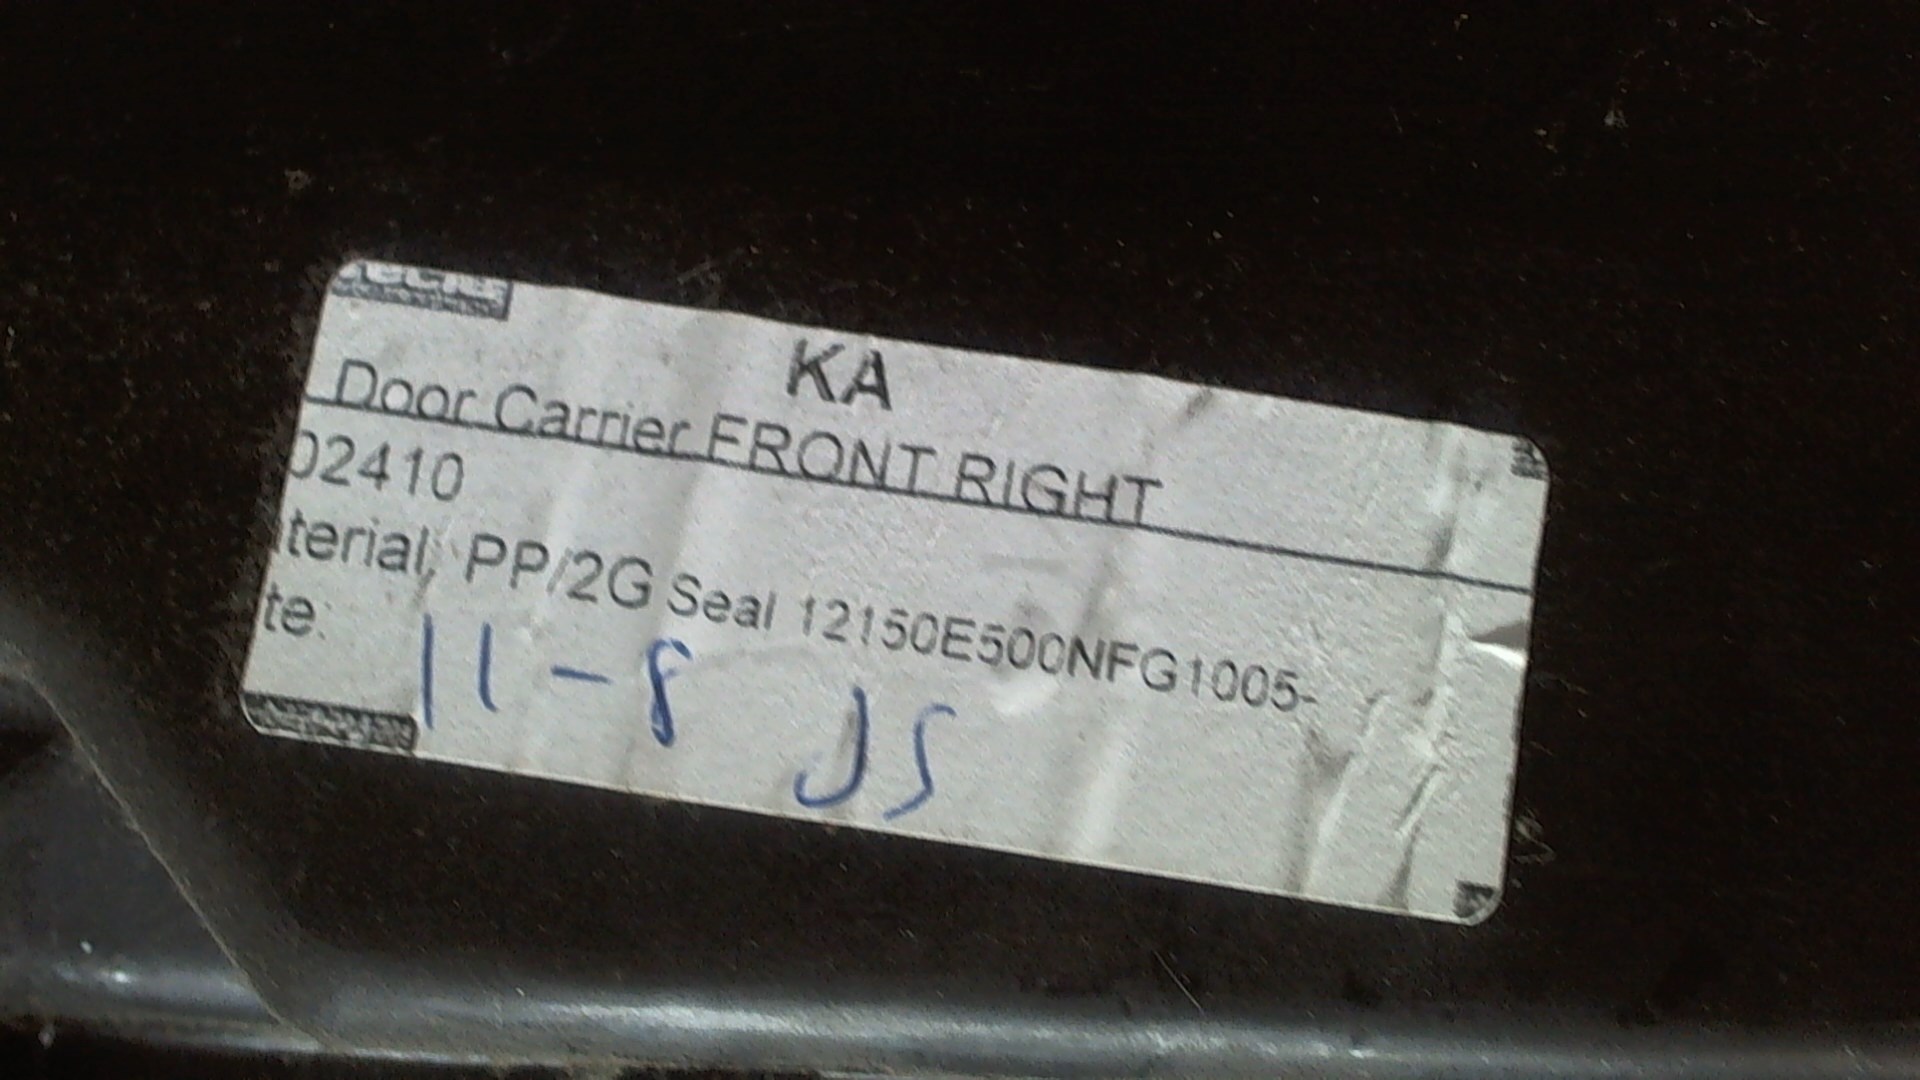 KA
Door Carrier FRONT RIGHT
02410
terial; PP/2G Seal 12150E500NFG1005-
te: 11-8 JS